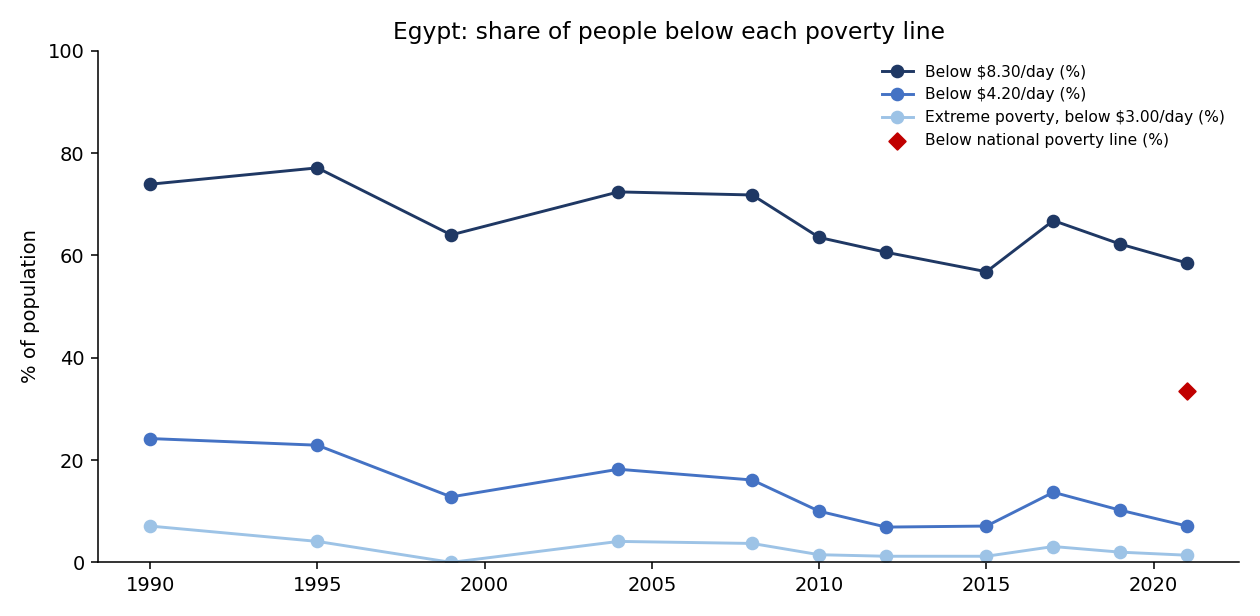 Egypt: share of people below each poverty line
Below $8.30/day (%)
Below $4.20/day (%)
Extreme poverty, below $3.00/day (%)
Below national poverty line (%)
% of population
100
80
60
40
20
0
1990 1995 2000 2005 2010 2015 2020